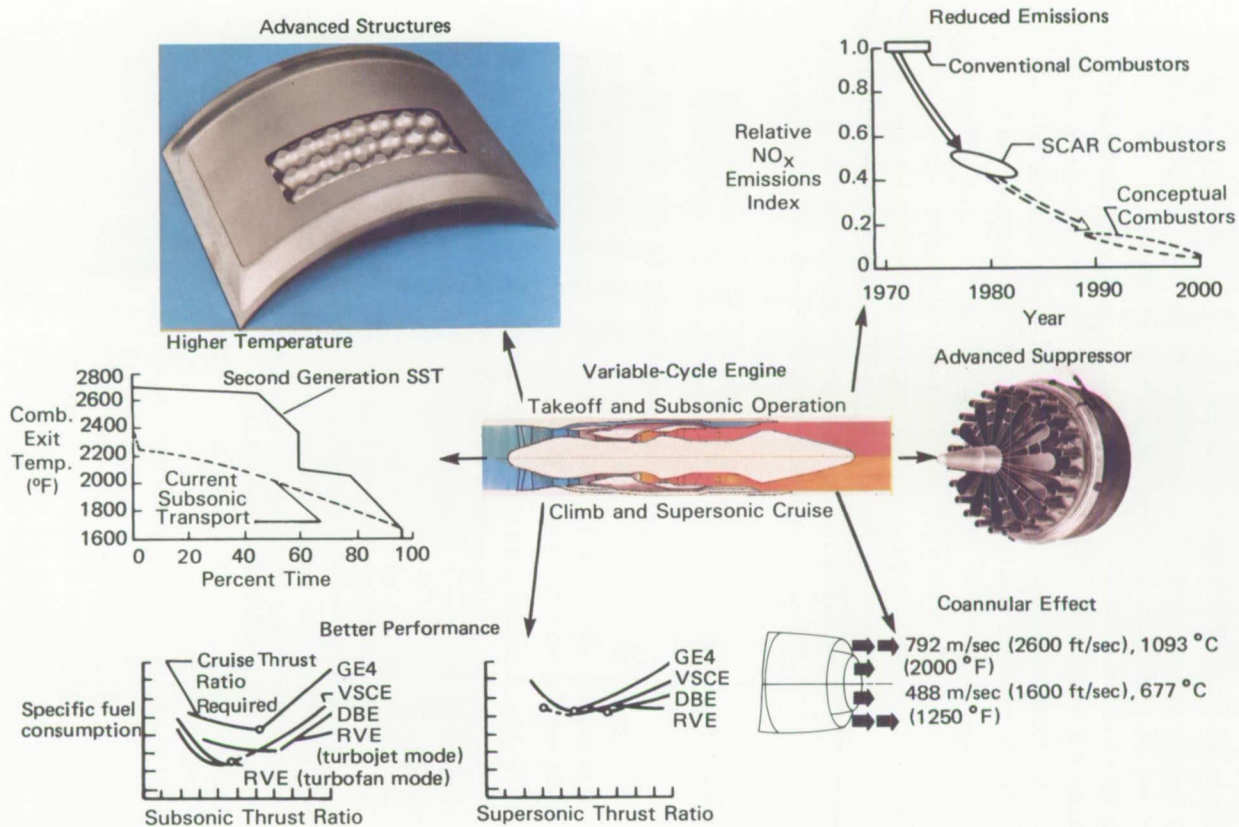 Advanced Structures
Reduced Emissions
1.0
0.8
0.6
0.4
0.2
0
Relative
NOx
Emissions
Index
Conventional Combustors
SCAR Combustors
Conceptual
Combustors
1970
1980
1990
2000
Year
Higher Temperature
2800
2600
2400
2200
2000
1800
1600
Comb.
Exit
Temp.
(ºF)
Second Generation SST
Current
Subsonic
Transport
0
20
40
60
80
100
Percent Time
Variable-Cycle Engine
Takeoff and Subsonic Operation
Climb and Supersonic Cruise
Advanced Suppressor
Better Performance
Specific fuel
consumption
Cruise Thrust
Ratio
Required
GE4
VSCE
DBE
RVE
(turbojet mode)
RVE (turbofan mode)
Subsonic Thrust Ratio
GE4
VSCE
DBE
RVE
Supersonic Thrust Ratio
Coannular Effect
792 m/sec (2600 ft/sec), 1093 °C
(2000 °F)
488 m/sec (1600 ft/sec), 677 °C
(1250 °F)